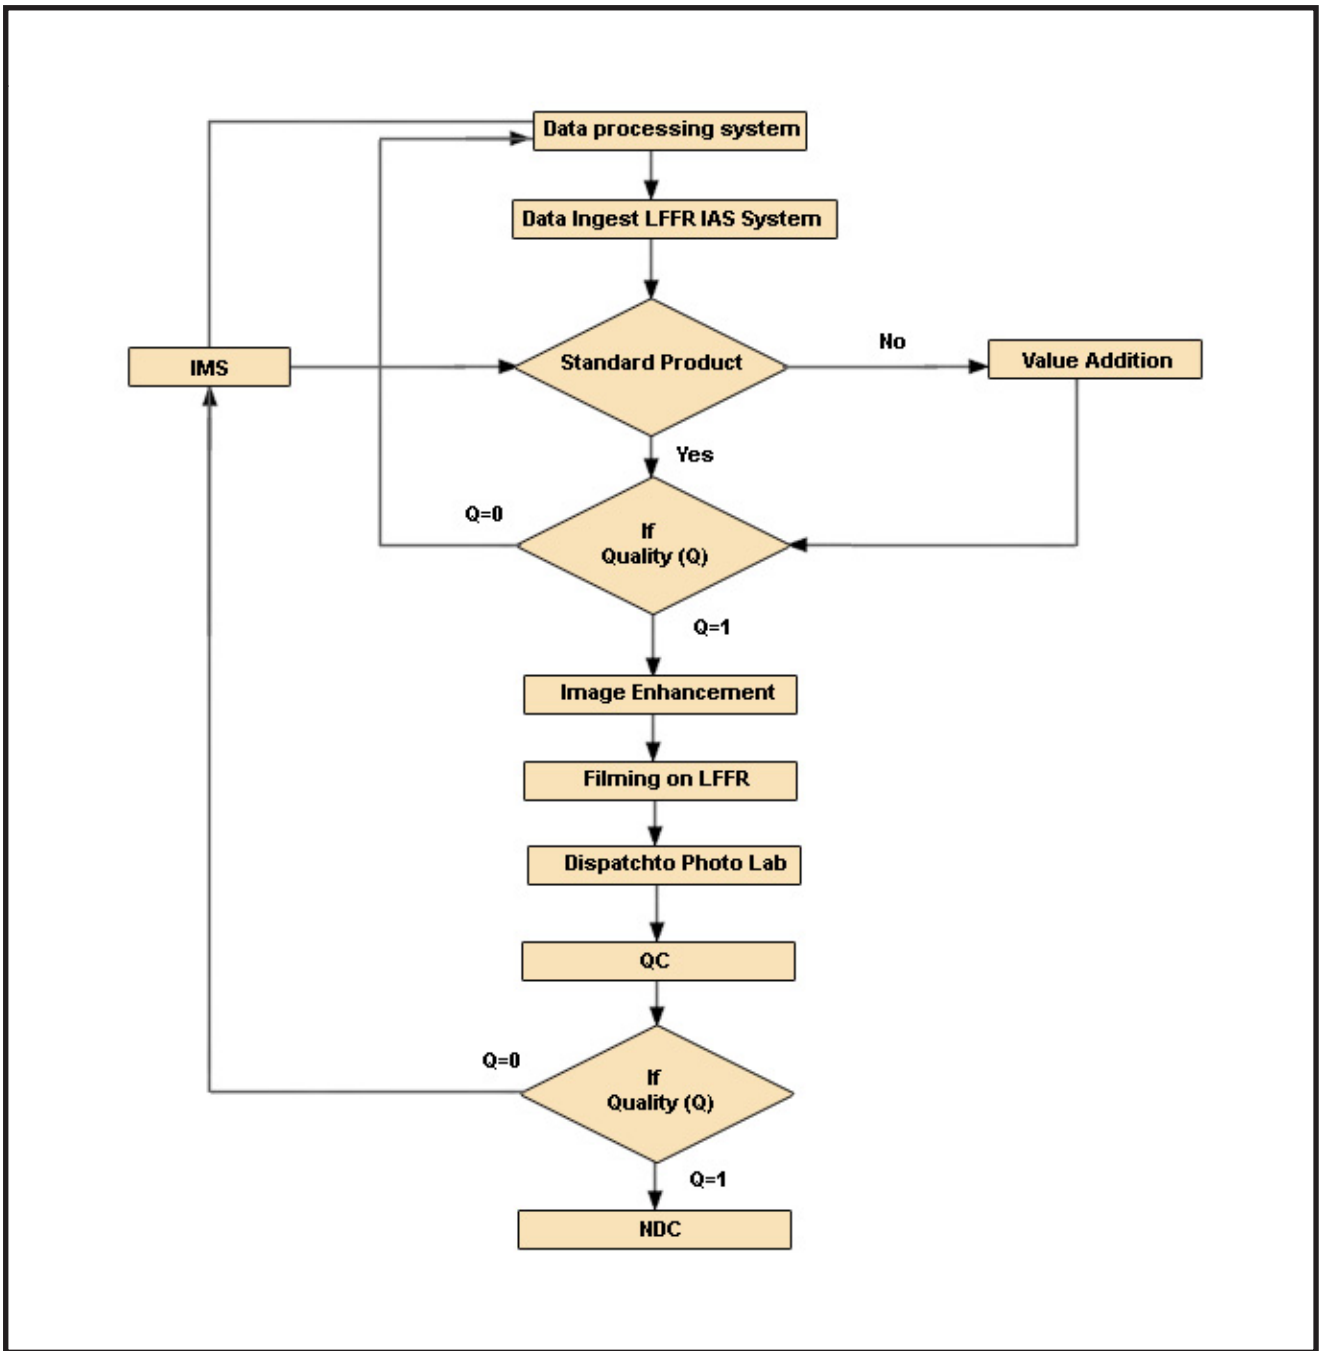 Data processing system
Data Ingest LFFR IAS System
No
IMS
Standard Product
Value Addition
Yes
Q=0
If
Quality (Q)
Q=1
Image Enhancement
Filming on LFFR
Dispatchto Photo Lab
QC
Q=0
If
Quality (Q)
Q=1
NDC